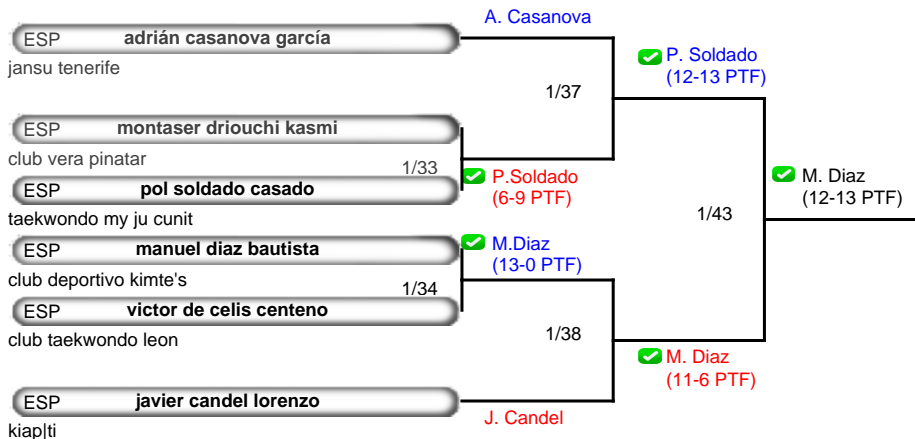 A. Casanova
ESP adrián casanova garcía
jansu tenerife
P. Soldado
(12-13 PTF)
1/37
ESP montaser driouchi kasmi
club vera pinatar
1/33
P.Soldado
(6-9 PTF)
ESP pol soldado casado
taekwondo my ju cunit
M. Diaz
(12-13 PTF)
1/43
ESP manuel diaz bautista
club deportivo kimte's
M.Diaz
(13-0 PTF)
1/34
ESP victor de celis centeno
club taekwondo leon
1/38
M. Diaz
(11-6 PTF)
ESP javier candel lorenzo
kiap|ti
J. Candel